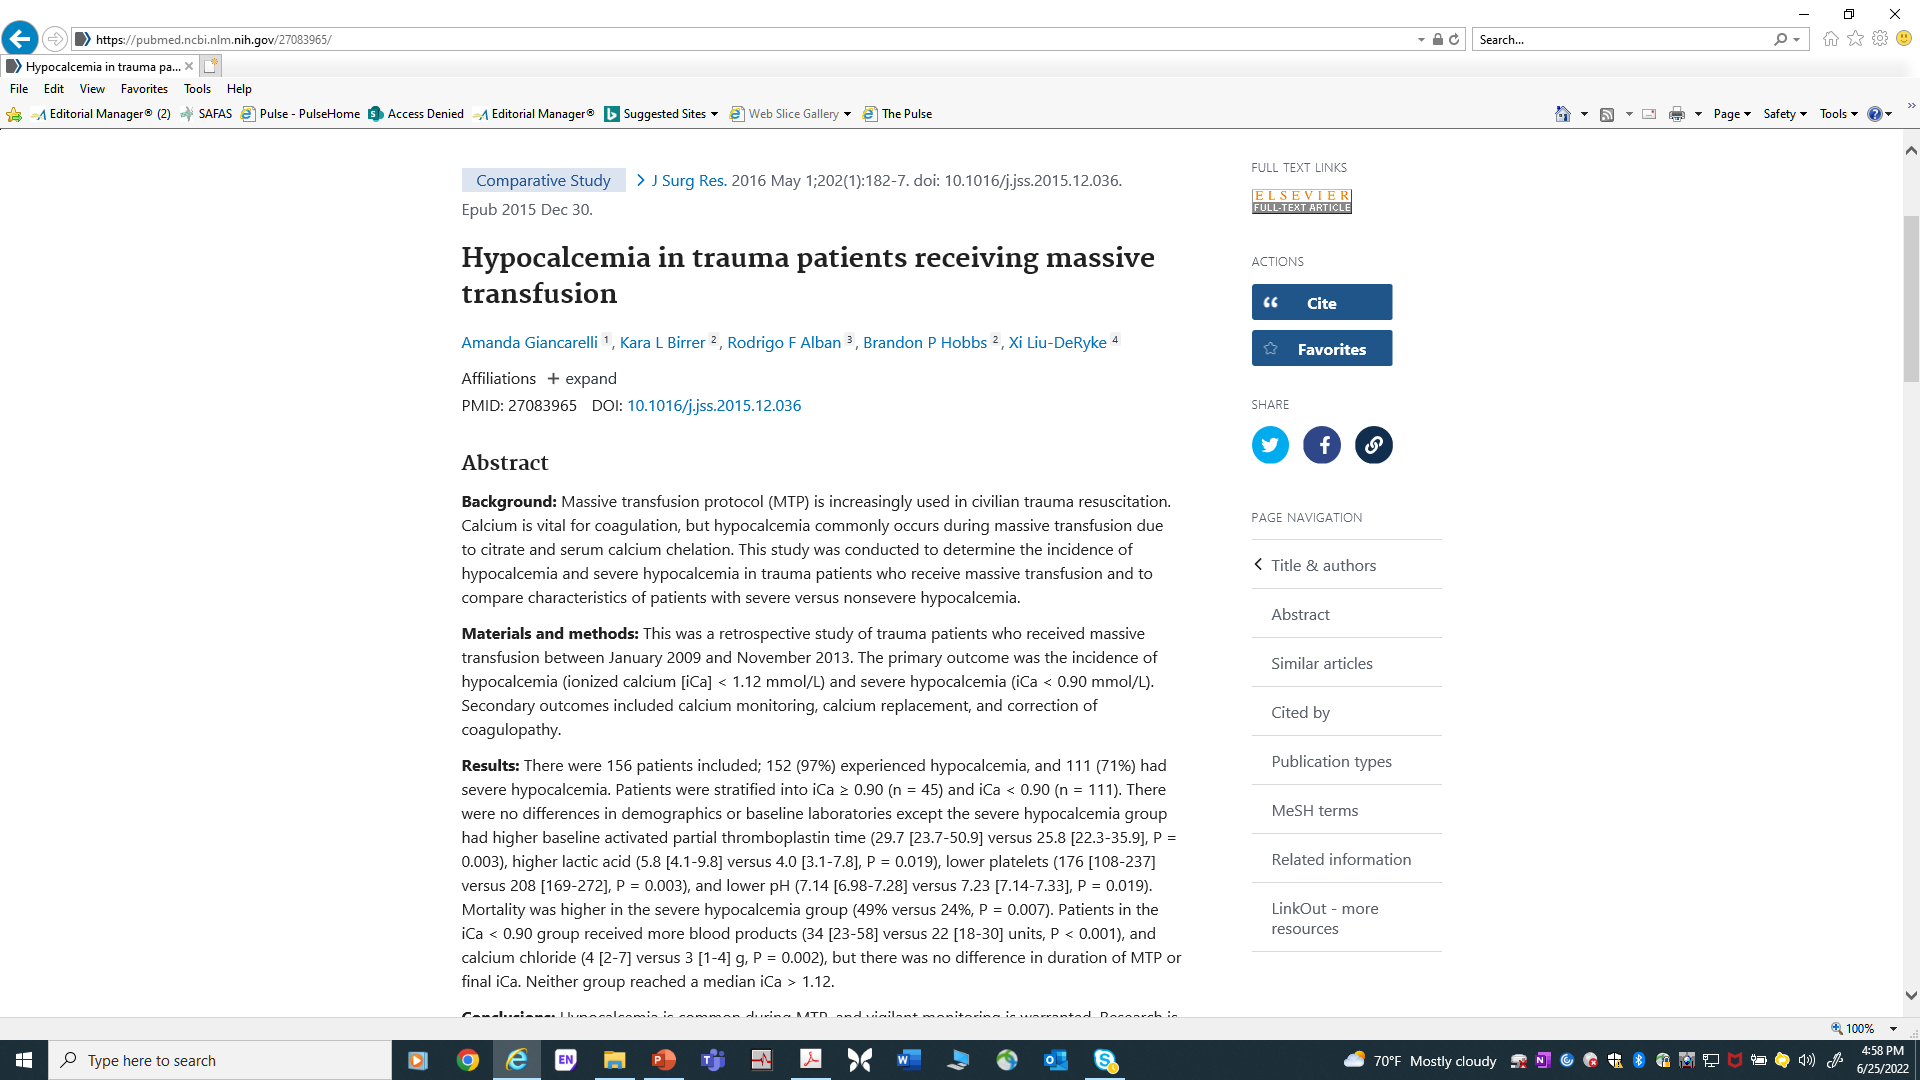 https://pubmed.ncbi.nlm.nih.gov/27083965/
Search...
Hypocalcemia in trauma pa...
File Edit View Favorites Tools Help
Editorial Manager® (2) SAFAS Pulse - PulseHome Access Denied Editorial Manager® Suggested Sites Web Slice Gallery The Pulse
Page Safety Tools
Comparative Study J Surg Res. 2016 May 1;202(1):182-7. doi: 10.1016/j.jss.2015.12.036.
Epub 2015 Dec 30.
Hypocalcemia in trauma patients receiving massive
transfusion
Amanda Giancarelli 1, Kara L Birrer 2, Rodrigo F Alban 3, Brandon P Hobbs 2, Xi Liu-DeRyke 4
Affiliations + expand
PMID: 27083965 DOI: 10.1016/j.jss.2015.12.036
Abstract
Background: Massive transfusion protocol (MTP) is increasingly used in civilian trauma resuscitation.
Calcium is vital for coagulation, but hypocalcemia commonly occurs during massive transfusion due
to citrate and serum calcium chelation. This study was conducted to determine the incidence of
hypocalcemia and severe hypocalcemia in trauma patients who receive massive transfusion and to
compare characteristics of patients with severe versus nonsevere hypocalcemia.
Materials and methods: This was a retrospective study of trauma patients who received massive
transfusion between January 2009 and November 2013. The primary outcome was the incidence of
hypocalcemia (ionized calcium [iCa] < 1.12 mmol/L) and severe hypocalcemia (iCa < 0.90 mmol/L).
Secondary outcomes included calcium monitoring, calcium replacement, and correction of
coagulopathy.
Results: There were 156 patients included; 152 (97%) experienced hypocalcemia, and 111 (71%) had
severe hypocalcemia. Patients were stratified into iCa ≥ 0.90 (n = 45) and iCa < 0.90 (n = 111). There
were no differences in demographics or baseline laboratories except the severe hypocalcemia group
had higher baseline activated partial thromboplastin time (29.7 [23.7-50.9] versus 25.8 [22.3-35.9], P =
0.003), higher lactic acid (5.8 [4.1-9.8] versus 4.0 [3.1-7.8], P = 0.019), lower platelets (176 [108-237]
versus 208 [169-272], P = 0.003), and lower pH (7.14 [6.98-7.28] versus 7.23 [7.14-7.33], P = 0.019).
Mortality was higher in the severe hypocalcemia group (49% versus 24%, P = 0.007). Patients in the
iCa < 0.90 group received more blood products (34 [23-58] versus 22 [18-30] units, P < 0.001), and
calcium chloride (4 [2-7] versus 3 [1-4] g, P = 0.002), but there was no difference in duration of MTP or
final iCa. Neither group reached a median iCa > 1.12.
Conclusions: Hypocalcemia is common during MTP, and vigilant monitoring is warranted. Research is
FULL TEXT LINKS
ELSEVIER
FULL-TEXT ARTICLE
ACTIONS
Cite
Favorites
SHARE
PAGE NAVIGATION
Title & authors
Abstract
Similar articles
Cited by
Publication types
MeSH terms
Related information
LinkOut - more
resources
100%
Type here to search
EN
70°F Mostly cloudy
4:58 PM
6/25/2022